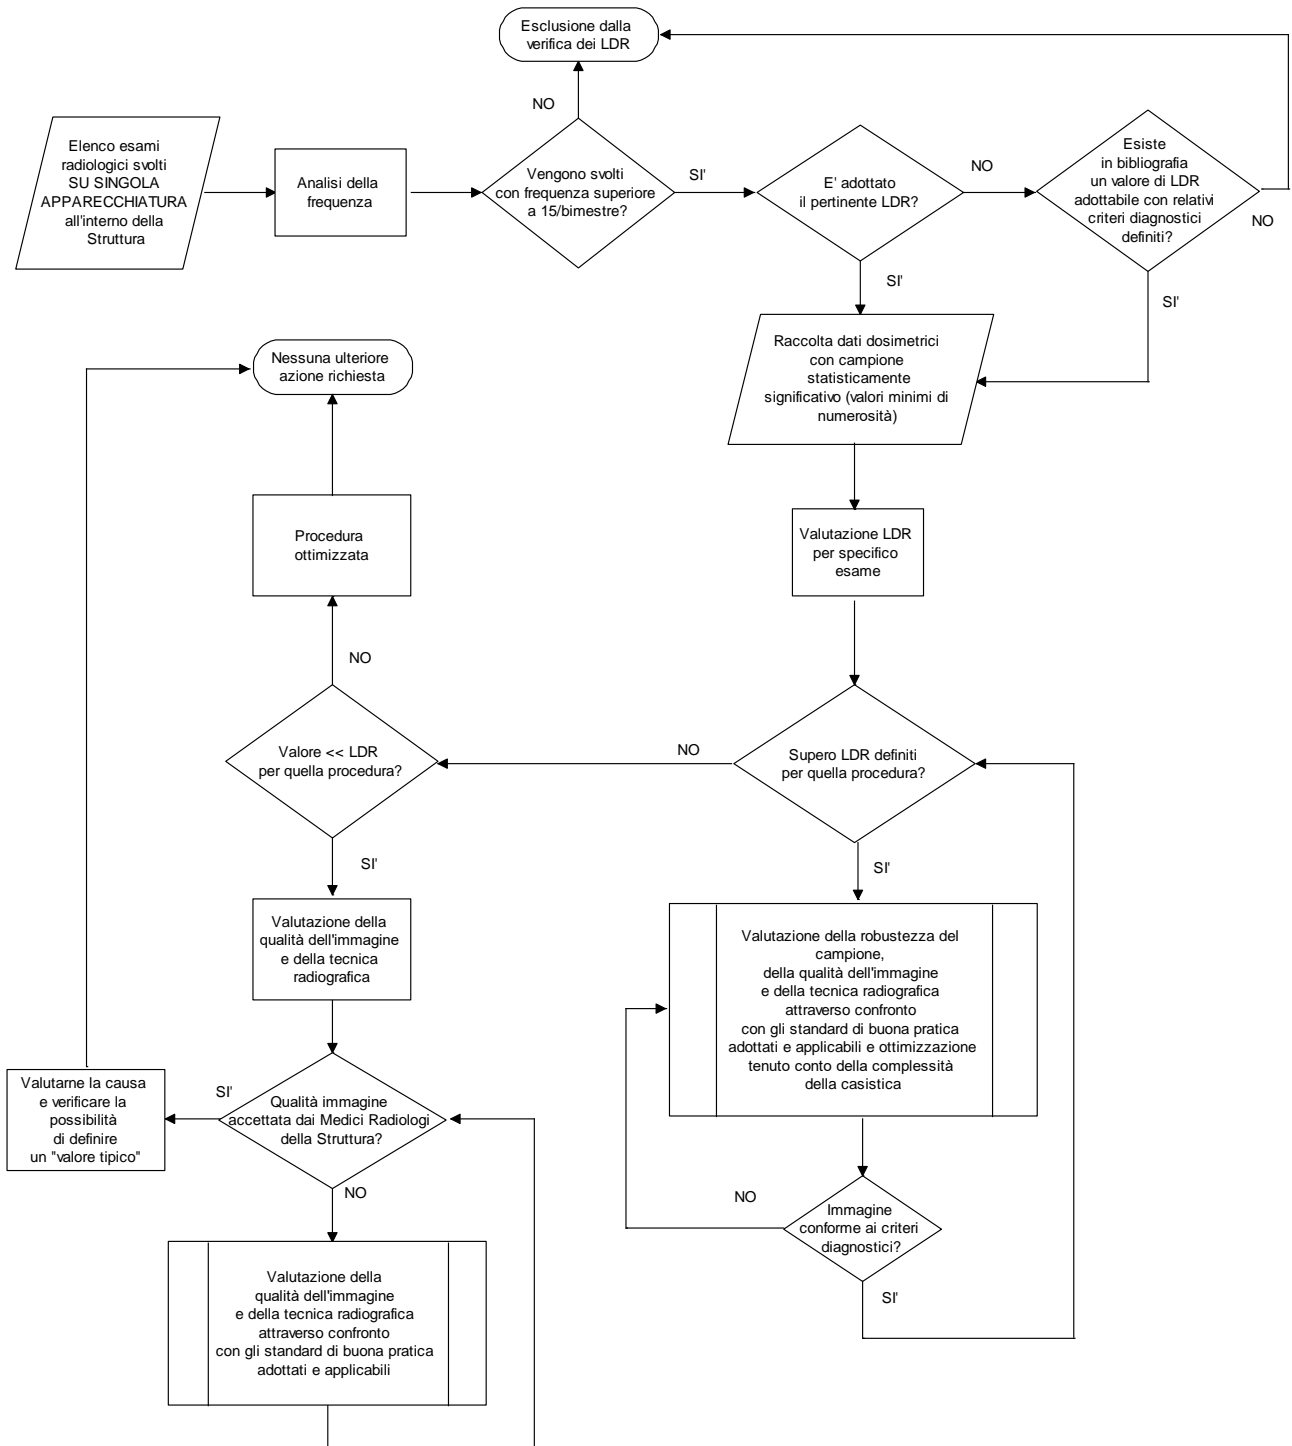 Esclusione dalla
verifica dei LDR
NO
Elenco esami
radiologici svolti
SU SINGOLA
APPARECCHIATURA
all'interno della
Struttura
Analisi della
frequenza
Vengono svolti
con frequenza superiore
a 15/bimestre?
SI'
E' adottato
il pertinente LDR?
NO
Esiste
in bibliografa
un valore di LDR
adottabile con relativi
criteri diagnostici
definiti?
NO
SI'
SI'
Raccolta dati dosimetrici
con campione
statisticamente
significativo (valori minimi di
numerosità)
Nessuna ulteriore
azione richiesta
Procedura
ottimizzata
Valutazione LDR
per specifico
esame
NO
Valore << LDR
per quella procedura?
NO
Supero LDR definiti
per quella procedura?
SI'
SI'
Valutazione della
qualità dell'immagine
e della tecnica
radiografica
Valutazione della robustezza del
campione,
della qualità dell'immagine
e della tecnica radiografica
attraverso confronto
con gli standard di buona pratica
adottati e applicabili e ottimizzazione
tenuto conto della complessità
della casistica
Valutarne la causa
e verificare la
possibilità
di definire
un "valore tipico"
SI'
Qualità immagine
accettata dai Medici Radiologi
della Struttura?
NO
NO
Immagine
conforme ai criteri
diagnostici?
SI'
Valutazione della
qualità dell'immagine
e della tecnica radiografica
attraverso confronto
con gli standard di buona pratica
adottati e applicabili